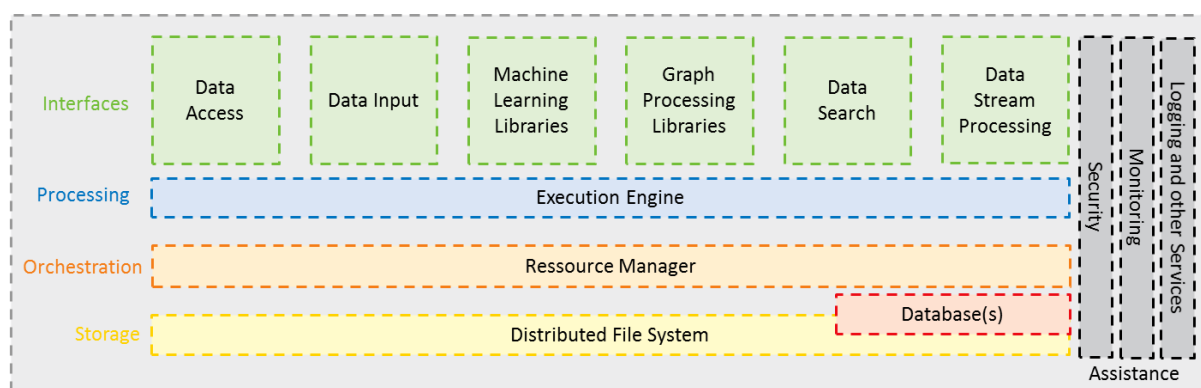 Interfaces
Data
Access
Data Input
Machine
Learning
Libraries
Graph
Processing
Libraries
Data
Search
Data
Stream
Processing
Processing
Execution Engine
Orchestration
Ressource Manager
Storage
Database(s)
Distributed File System
Security
Monitoring
Logging and other Services
Assistance